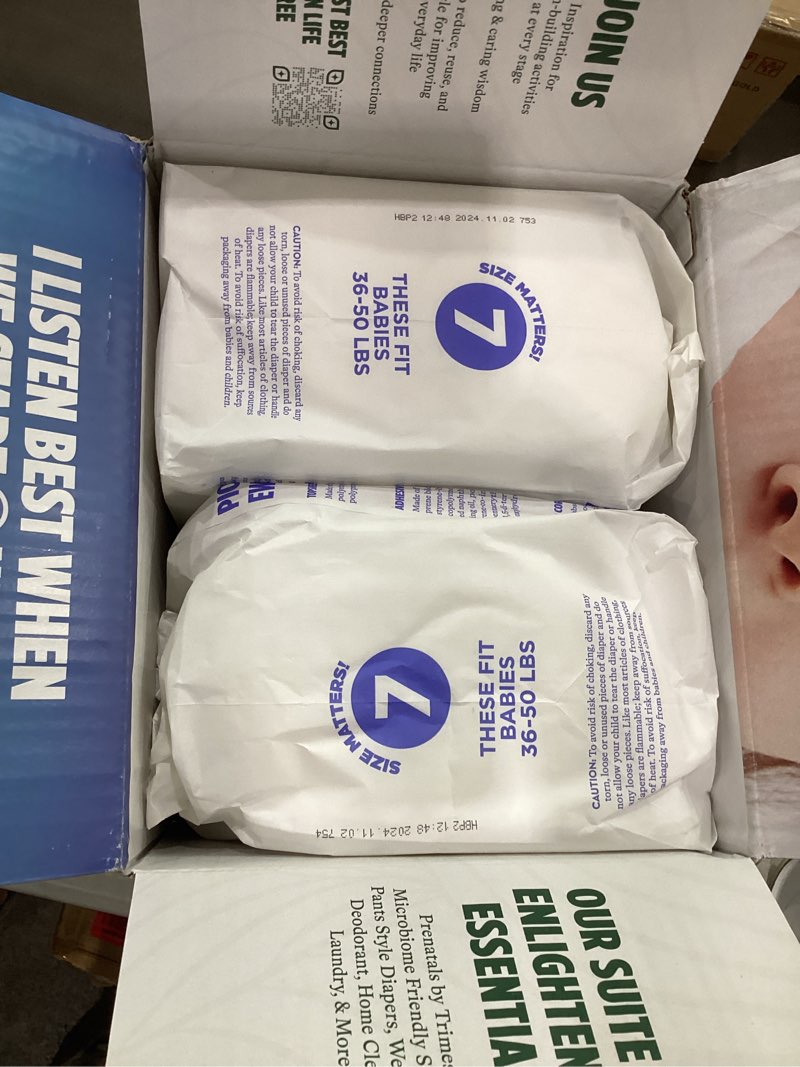 JOIN US
Inspiration for
-building activities
at every stage
ng & caring wisdom
reduce, reuse, and
le for improving
veryday life
deeper connections
ST BEST
N LIFE
REE
I LISTEN BEST WHEN
HBP2 12:48 2024.11.02 753
SIZE MATTERS!
7
THESE FIT
BABIES
36-50 LBS
CAUTION: To avoid risk of choking, discard any
torn, loose or unused pieces of diaper and do
not allow your child to tear the diaper or handle
any loose pieces. Like most articles of clothing,
diapers are flammable; keep away from sources
of heat. To avoid risk of suffocation, keep
packaging away from babies and children.
SIZE MATTERS!
7
THESE FIT
BABIES
36-50 LBS
CAUTION: To avoid risk of choking, discard any
torn, loose or unused pieces of diaper and do
not allow your child to tear the diaper or handle
any loose pieces. Like most articles of clothing,
diapers are flammable; keep away from sources
of heat. To avoid risk of suffocation, keep
packaging away from babies and children.
HBP2 12:48 2024.11.02 754
OUR SUITE
ENLIGHTEN
ESSENTIA
Prenatals by Trimes
Microbiome Friendly S
Pants Style Diapers, We
Deodorant, Home Cle
Laundry, & More